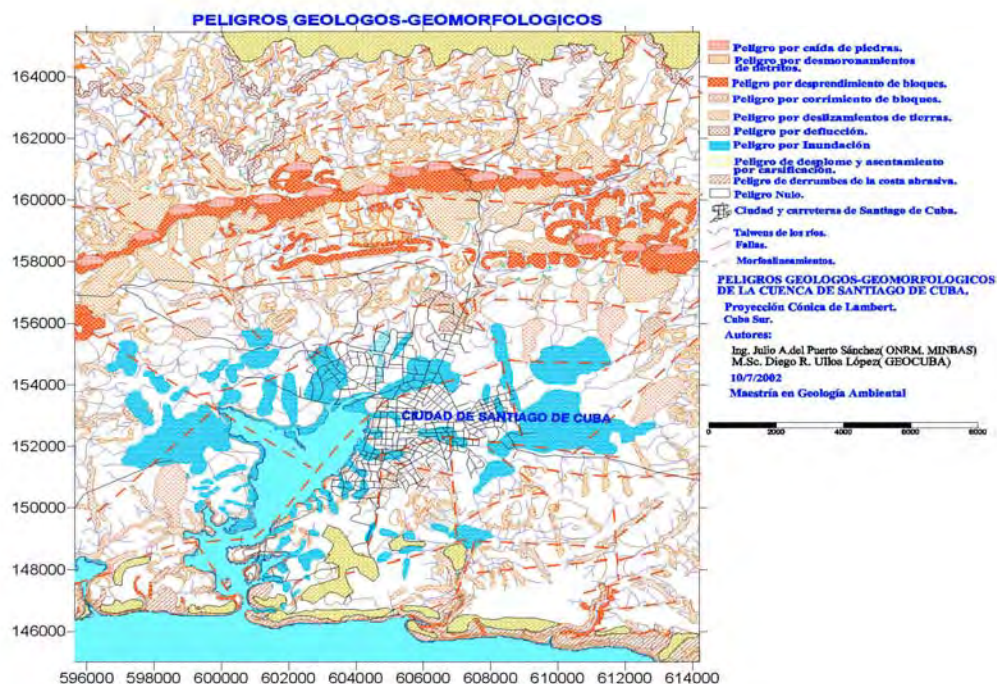 PELIGROS GEOLOGOS-GEOMORFOLOGICOS
164000
162000
160000
158000
156000
154000
152000
150000
148000
146000
596000 598000 600000 602000 604000 606000 608000 610000 612000 614000
CIUDAD DE SANTIAGO DE CUBA
Peligro por caída de piedras.
Peligro por desmoronamientos
de detritos.
Peligro por desprendimiento de bloques.
Peligro por corrimiento de bloques.
Peligro por deslizamientos de tierras.
Peligro por deflucción.
Peligro por Inundación
Peligro de desplome y asentamiento
por carsificación.
Peligro de derrumbes de la costa abrasiva.
Peligro Nulo.
Ciudad y carreteras de Santiago de Cuba.
Talwens de los ríos.
Fallas.
Morfoalineamientos.
PELIGROS GEOLOGOS-GEOMORFOLOGICOS
DE LA CUENCA DE SANTIAGO DE CUBA.
Proyección Cónica de Lambert.
Cuba Sur.
Autores:
Ing. Julio A.del Puerto Sánchez( ONRM. MINBAS)
M.Sc. Diego R. Ulloa López( GEOCUBA)
10/7/2002
Maestría en Geología Ambiental
0 2000 4000 6000 8000